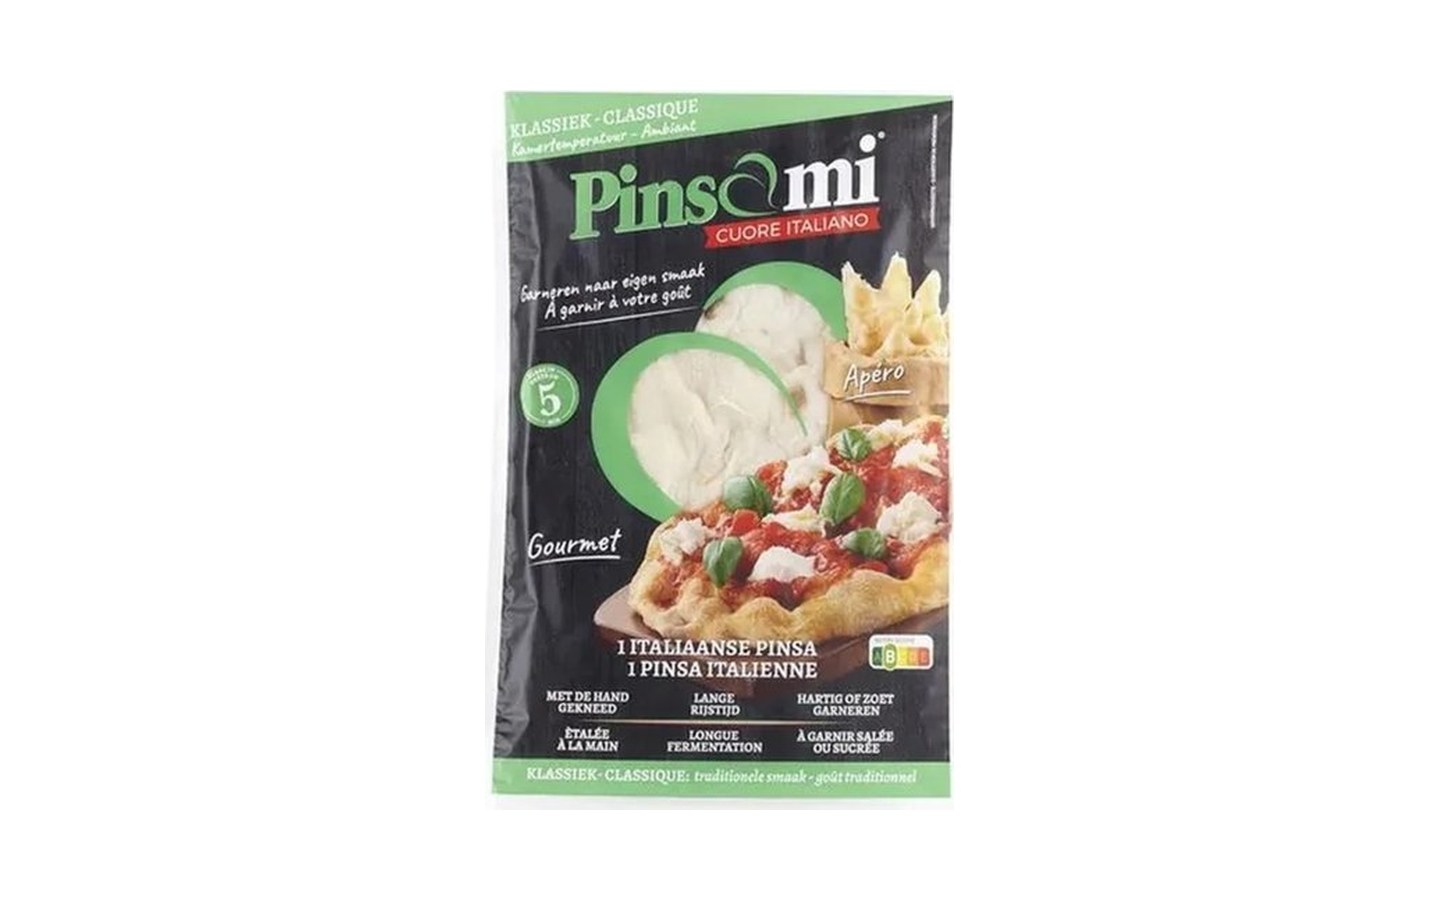 KLASSIEK - CLASSIQUE
Kamertemperatuur - Ambiant
Pinsami
CUORE ITALIANO
Garneren naar eigen smaak
À garnir à votre goût
5
Apéro
Gourmet
1 ITALIAANSE PINSA
1 PINSA ITALIENNE
A B C D E
MET DE HAND GEKNEED
LANGE RIJSTIJD
HARTIG OF ZOET GARNEREN
ÈTALÉE À LA MAIN
LONGUE FERMENTATION
À GARNIR SALÉE OU SUCRÉE
KLASSIEK - CLASSIQUE: traditionele smaak - goût traditionnel